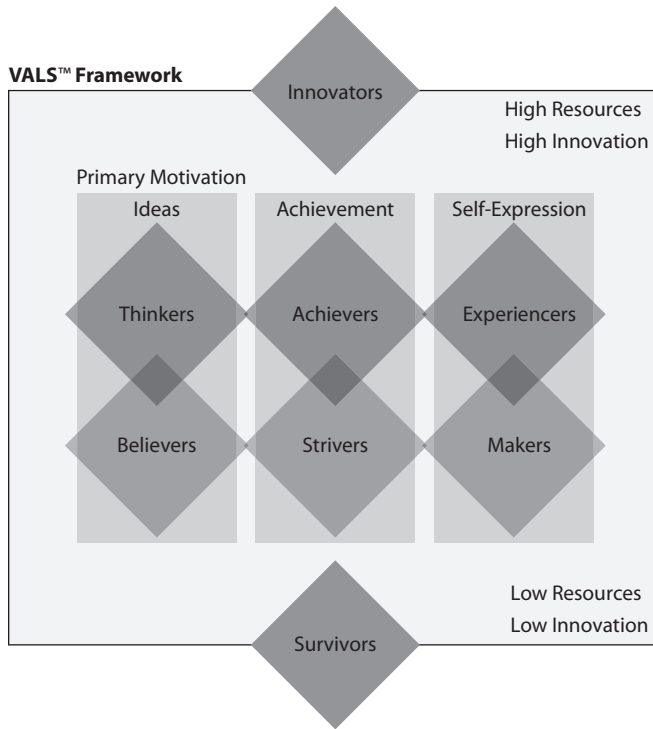 VALS™ Framework
Innovators
High Resources
High Innovation
Primary Motivation
Ideas
Achievement
Self-Expression
Thinkers
Achievers
Experiencers
Believers
Strivers
Makers
Low Resources
Low Innovation
Survivors